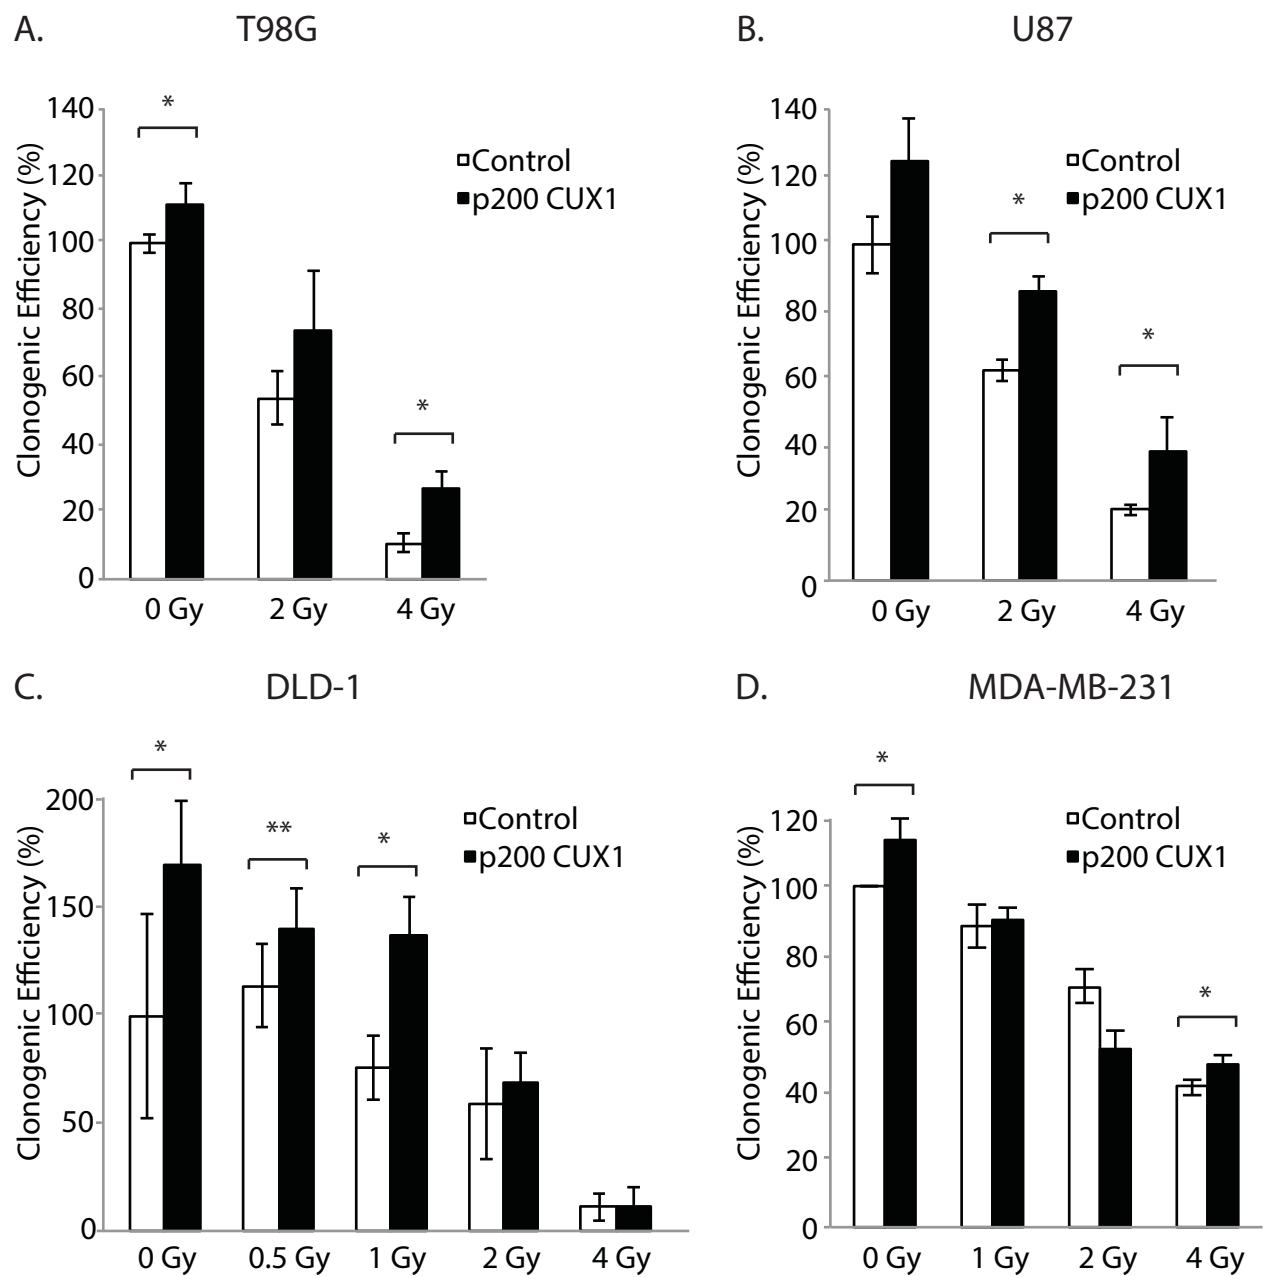 A. T98G
*
140
120
100
80
60
40
20
0
Clonogenic Efficiency (%)
Control
p200 CUX1
*
0 Gy 2 Gy 4 Gy
B. U87
140
120
100
80
60
40
20
0
Clonogenic Efficiency (%)
Control
p200 CUX1
*
*
0 Gy 2 Gy 4 Gy
C. DLD-1
*
200
150
100
50
0
Clonogenic Efficiency (%)
Control
p200 CUX1
**
*
0 Gy 0.5 Gy 1 Gy 2 Gy 4 Gy
D. MDA-MB-231
*
120
100
80
60
40
20
0
Clonogenic Efficiency (%)
Control
p200 CUX1
*
0 Gy 1 Gy 2 Gy 4 Gy